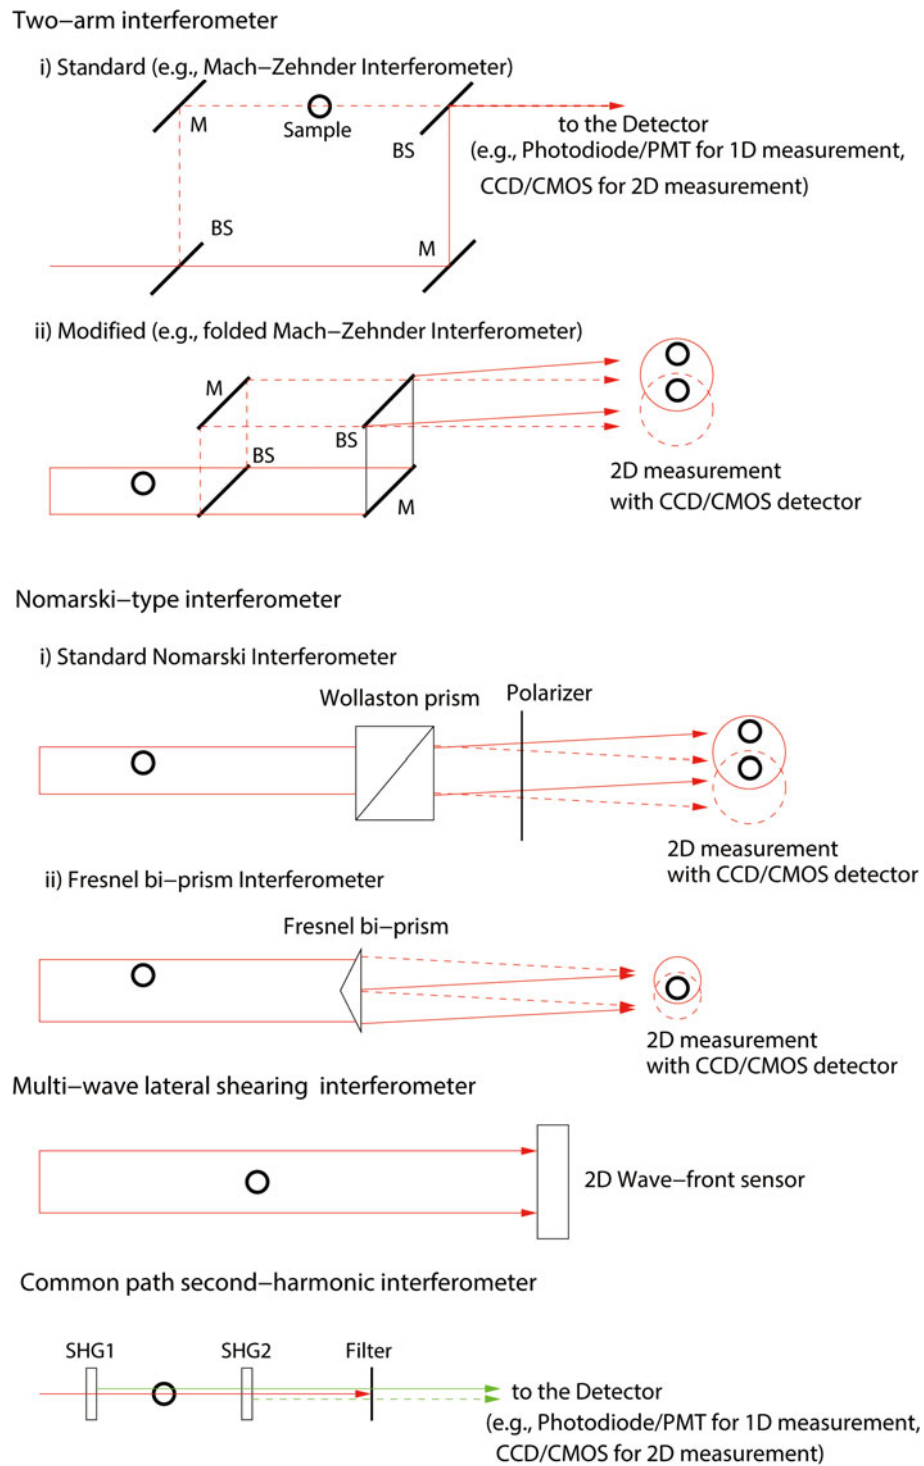 Two−arm interferometer
i) Standard (e.g., Mach−Zehnder Interferometer)
M
Sample
BS
to the Detector
(e.g., Photodiode/PMT for 1D measurement,
CCD/CMOS for 2D measurement)
BS
M
ii) Modified (e.g., folded Mach−Zehnder Interferometer)
M
BS
BS
M
2D measurement
with CCD/CMOS detector
Nomarski−type interferometer
i) Standard Nomarski Interferometer
Wollaston prism
Polarizer
2D measurement
with CCD/CMOS detector
ii) Fresnel bi−prism Interferometer
Fresnel bi−prism
2D measurement
with CCD/CMOS detector
Multi−wave lateral shearing interferometer
2D Wave−front sensor
Common path second−harmonic interferometer
SHG1
SHG2
Filter
to the Detector
(e.g., Photodiode/PMT for 1D measurement,
CCD/CMOS for 2D measurement)